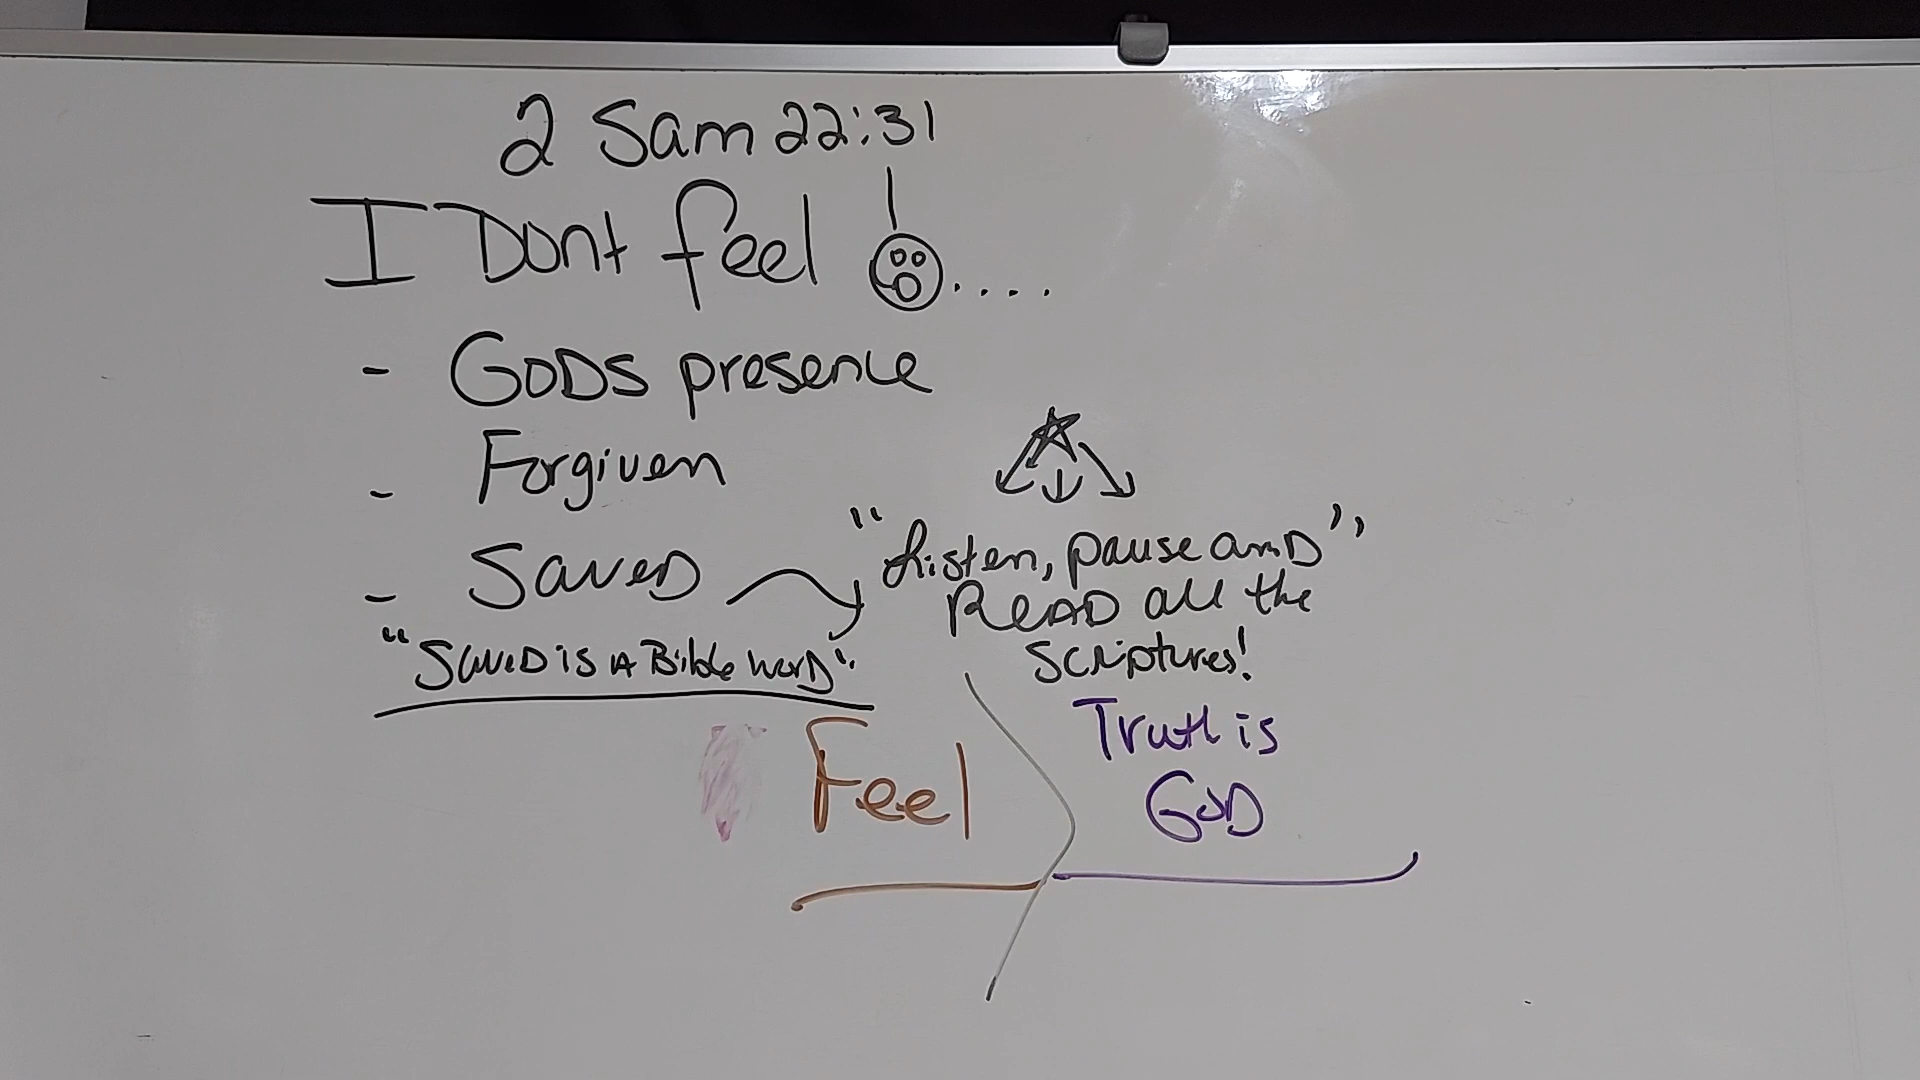 2 Sam 22:31
I Dont feel ....
- GODS presence
- Forgiven
- SaveD
"SaveD is A Bible WorD".
"Listen, pause anD"
ReAD all the
Scriptures!
Feel
Truth is
GOD